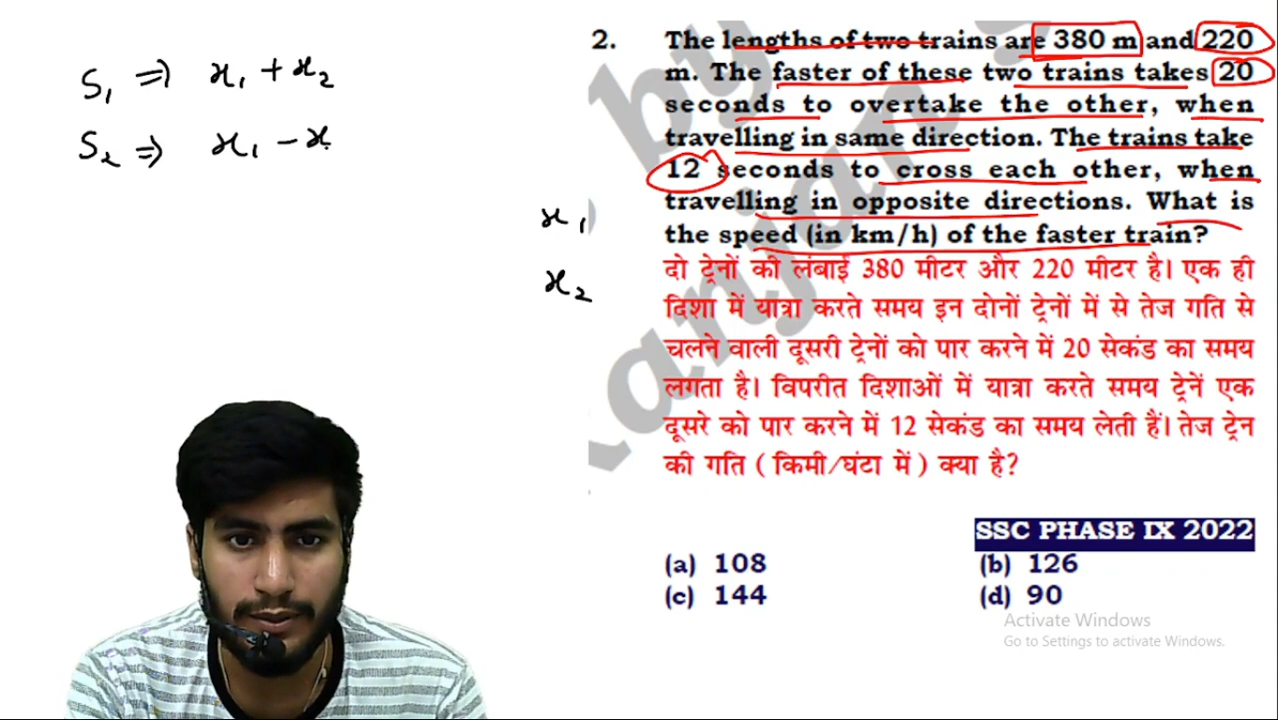 S₁ ⇒ x₁ + x₂
S₂ ⇒ x₁ - x
x₁
x₂
2. The lengths of two trains are 380 m and 220
m. The faster of these two trains takes 20
seconds to overtake the other, when
travelling in same direction. The trains take
12 seconds to cross each other, when
travelling in opposite directions. What is
the speed (in km/h) of the faster train?
दो ट्रेनों की लंबाई 380 मीटर और 220 मीटर है। एक ही
दिशा में यात्रा करते समय इन दोनों ट्रेनों में से तेज गति से
चलने वाली दूसरी ट्रेनों को पार करने में 20 सेकंड का समय
लगता है। विपरीत दिशाओं में यात्रा करते समय ट्रेनें एक
दूसरे को पार करने में 12 सेकंड का समय लेती हैं। तेज ट्रेन
की गति ( किमी/घंटा में ) क्या है?
SSC PHASE IX 2022
(a) 108 (b) 126
(c) 144 (d) 90
Activate Windows
Go to Settings to activate Windows.
by